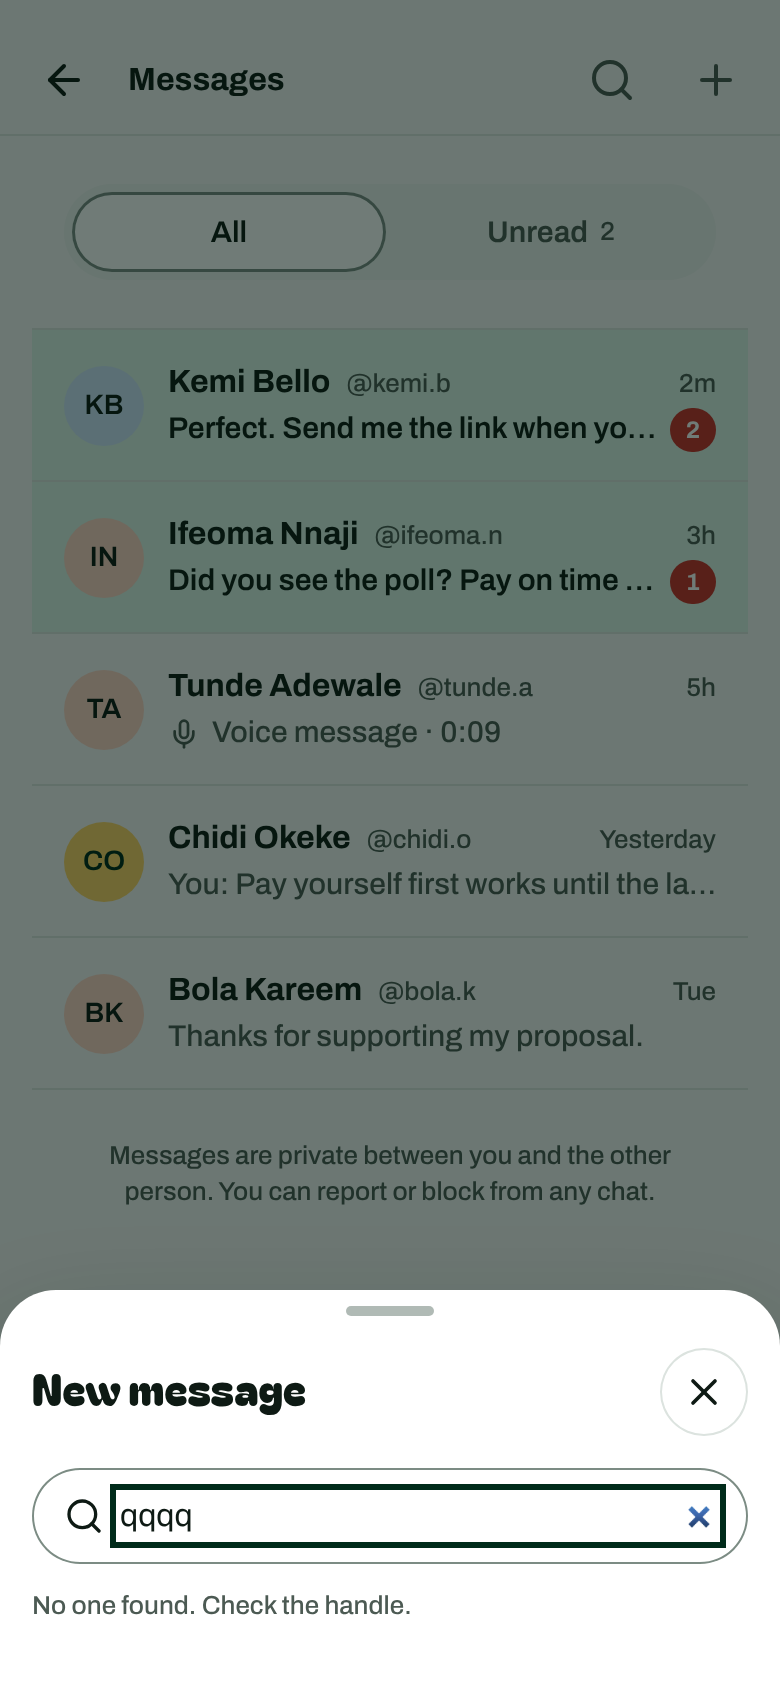 Messages
All
Unread 2
KB
Kemi Bello @kemi.b 2m
Perfect. Send me the link when yo... 2
IN
Ifeoma Nnaji @ifeoma.n 3h
Did you see the poll? Pay on time ... 1
TA
Tunde Adewale @tunde.a 5h
Voice message · 0:09
CO
Chidi Okeke @chidi.o Yesterday
You: Pay yourself first works until the la...
BK
Bola Kareem @bola.k Tue
Thanks for supporting my proposal.
Messages are private between you and the other
person. You can report or block from any chat.
New message
qqqq
No one found. Check the handle.